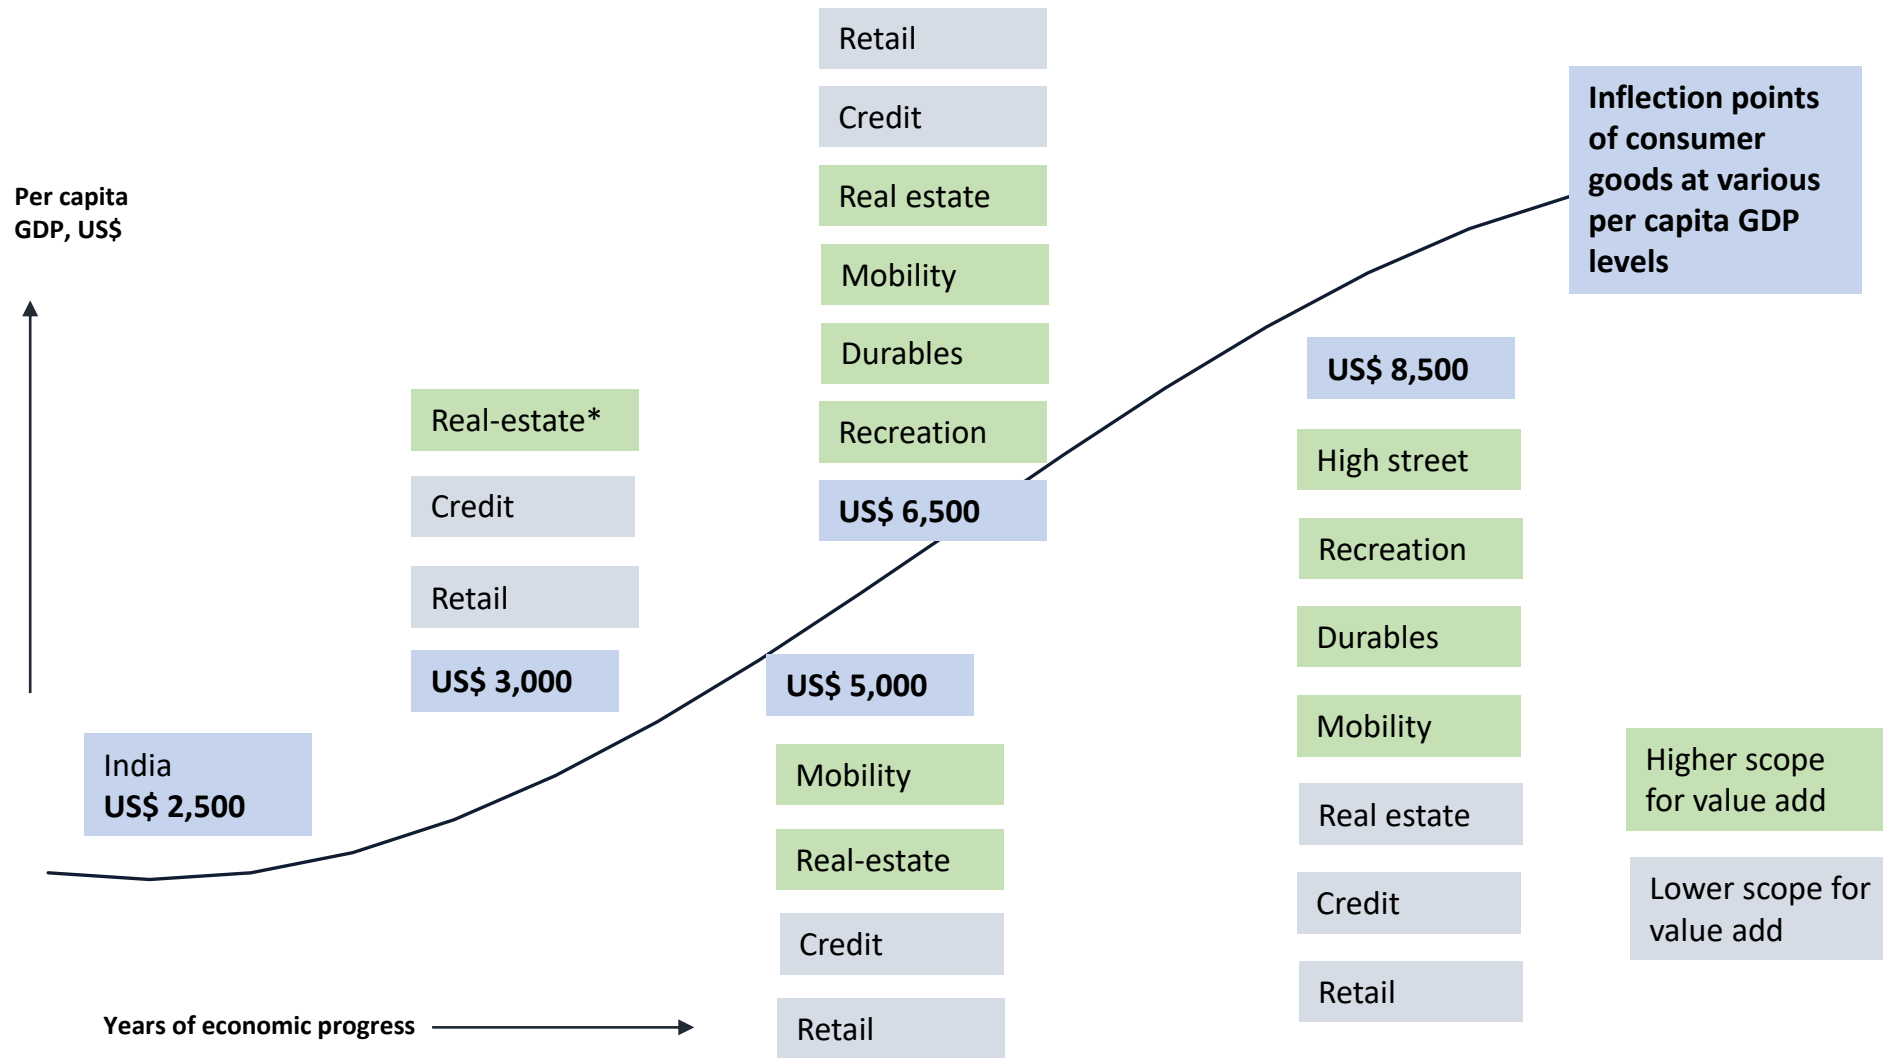 Per capita
GDP, US$
India
US$ 2,500
Real-estate*
Credit
Retail
US$ 3,000
Retail
Credit
Real estate
Mobility
Durables
Recreation
US$ 6,500
US$ 5,000
Mobility
Real-estate
Credit
Retail
Inflection points
of consumer
goods at various
per capita GDP
levels
US$ 8,500
High street
Recreation
Durables
Mobility
Real estate
Credit
Retail
Higher scope
for value add
Lower scope for
value add
Years of economic progress